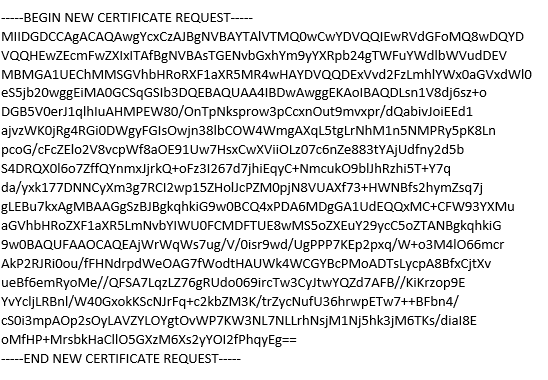 -----BEGIN NEW CERTIFICATE REQUEST-----
MIIDGDCCAgACAQAwgYcxCzAJBgNVBAYTAlVTMQ0wCwYDVQQIEwRVdGFoMQ8wDQYD
VQQHEwZEcmFwZXIxITAfBgNVBAsTGENvbGxhYm9yYXRpb24gTWFuYWdlbWVudDEV
MBMGA1UEChMMSGVhbHRoRXF1aXR5MR4wHAYDVQQDExVvd2FzLmhlYWx0aGVxdWl0
eS5jb20wggEiMA0GCSqGSIb3DQEBAQUAA4IBDwAwggEKAoIBAQDLsn1V8dj6sz+o
DGB5V0erJ1qlhIuAHMPEW80/OnTpNksprow3pCcxnOut9mvxpr/dQabivJoiEEd1
ajvzWK0jRg4RGi0DWgyFGIsOwjn38lbCOW4WmgAXqL5tgLrNhM1n5NMPRy5pK8Ln
pcoG/cFcZElo2V8vcpWf8aOE91Uw7HsxCwXViiOLz07c6nZe883tYAjUdfny2d5b
S4DRQX0l6o7ZffQYnmxJjrkQ+oFz3I267d7jhiEqyC+NmcukO9blJhRzhi5T+Y7q
da/yxk177DNNCyXm3g7RCI2wp15ZHolJcPZM0pjN8VUAXf73+HWNBfs2hymZsq7j
gLEBu7kxAgMBAAGgSzBJBgkqhkiG9w0BCQ4xPDA6MDgGA1UdEQQxMC+CFW93YXMu
aGVhbHRoZXF1aXR5LmNvbYIWU0FCMDFTUE8wMS5oZXEuY29ycC5oZTANBgkqhkiG
9w0BAQUFAAOCAQEAjWrWqWs7ug/V/0isr9wd/UgPPP7KEp2pxq/W+o3M4lO66mcr
AkP2RJRi0ou/fFHNdrpdWeOAG7fWodtHAUWk4WCGYBcPMoADTsLycpA8BfxCjtXv
ueBf6emRyoMe//QFSA7LqzLZ76gRUdo069ircTw3CyJtwYQZd7AFB//KiKrzop9E
YvYcljLRBnl/W40GxokKScNJrFq+c2kbZM3K/trZycNufU36hrwpETw7++BFbn4/
cS0i3mpAOp2sOyLAVZYLOYgtOvWP7KW3NL7NLLrhNsjM1Nj5hk3jM6TKs/diaI8E
oMfHP+MrsbkHaCllO5GXzM6Xs2yYOI2fPhqyEg==
-----END NEW CERTIFICATE REQUEST-----